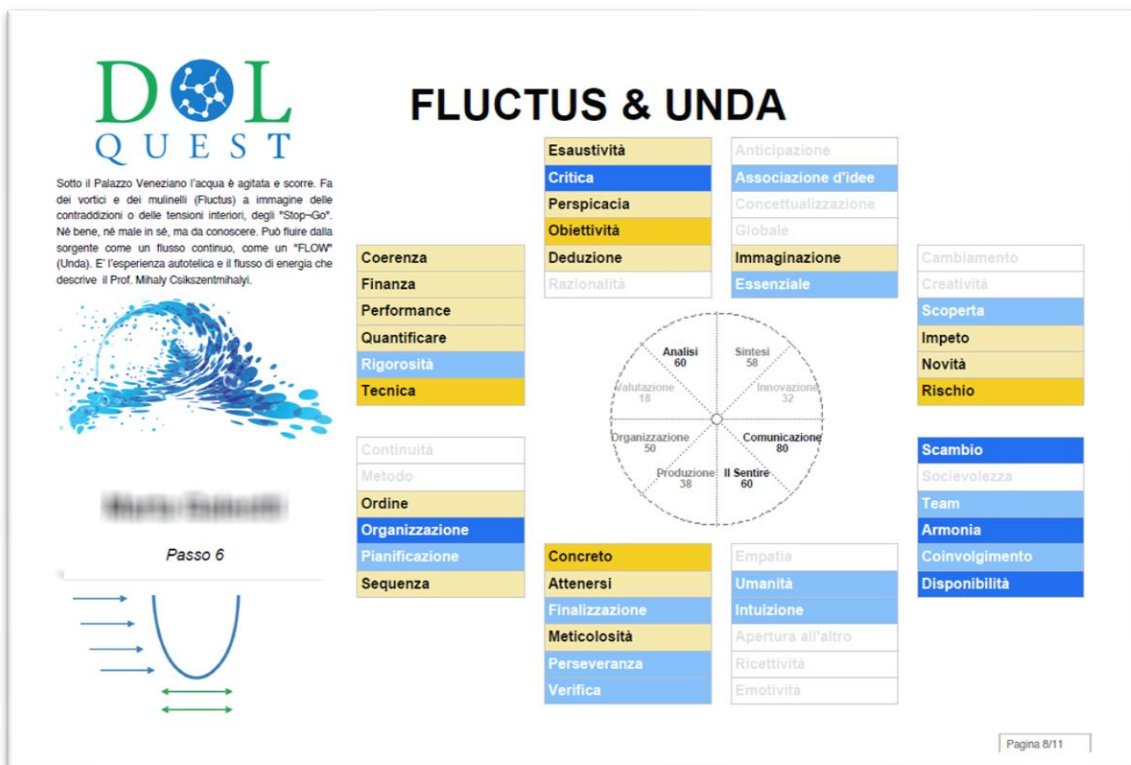 DOL
QUEST
FLUCTUS & UNDA
Sotto il Palazzo Veneziano l'acqua è agitata e scorre. Fa
dei vortici e dei mulinelli (Fluctus) a immagine delle
contraddizioni o delle tensioni interiori, degli "Stop¬Go".
Né bene, né male in sé, ma da conoscere. Può fluire dalla
sorgente come un flusso continuo, come un "FLOW"
(Unda). E' l'esperienza autotelica e il flusso di energia che
descrive il Prof. Mihaly Csikszentmihalyi.
Passo 6
Esaustività
Critica
Perspicacia
Obiettività
Deduzione
Razionalità
Anticipazione
Associazione d'idee
Concettualizzazione
Globale
Immaginazione
Essenziale
Coerenza
Finanza
Performance
Quantificare
Rigorosità
Tecnica
Cambiamento
Creatività
Scoperta
Impeto
Novità
Rischio
Analisi
60
Sintesi
58
Valutazione
18
Innovazione
32
Organizzazione
50
Comunicazione
80
Produzione
38
Il Sentire
60
Continuità
Metodo
Ordine
Organizzazione
Pianificazione
Sequenza
Scambio
Socievolezza
Team
Armonia
Coinvolgimento
Disponibilità
Concreto
Attenersi
Finalizzazione
Meticolosità
Perseveranza
Verifica
Empatia
Umanità
Intuizione
Apertura all'altro
Ricettività
Emotività
Pagina 8/11